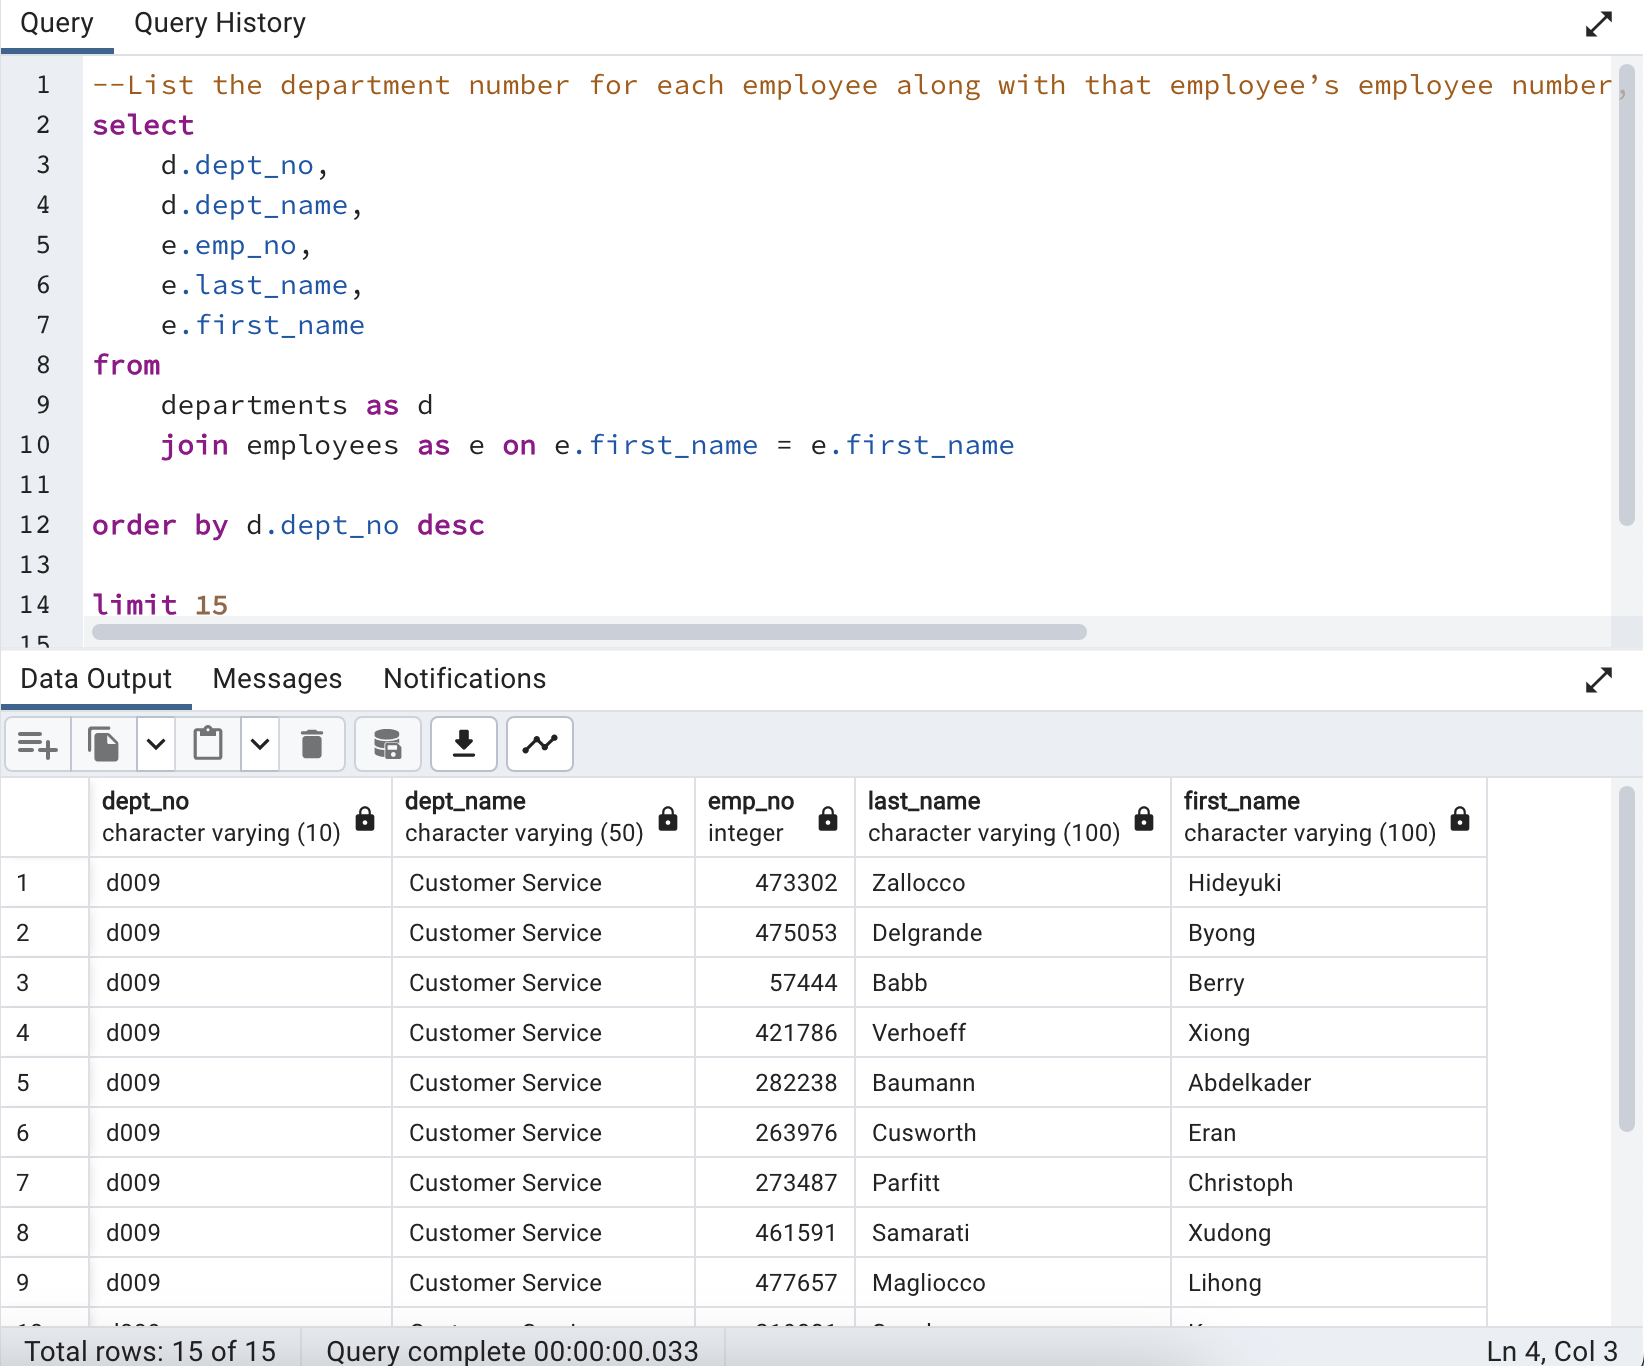 Query Query History
1 --List the department number for each employee along with that employee’s employee number,
2 select
3 d.dept_no,
4 d.dept_name,
5 e.emp_no,
6 e.last_name,
7 e.first_name
8 from
9 departments as d
10 join employees as e on e.first_name = e.first_name
11
12 order by d.dept_no desc
13
14 limit 15
15
Data Output Messages Notifications
dept_no dept_name emp_no last_name first_name
character varying (10) character varying (50) integer character varying (100) character varying (100)
1 d009 Customer Service 473302 Zallocco Hideyuki
2 d009 Customer Service 475053 Delgrande Byong
3 d009 Customer Service 57444 Babb Berry
4 d009 Customer Service 421786 Verhoeff Xiong
5 d009 Customer Service 282238 Baumann Abdelkader
6 d009 Customer Service 263976 Cusworth Eran
7 d009 Customer Service 273487 Parfitt Christoph
8 d009 Customer Service 461591 Samarati Xudong
9 d009 Customer Service 477657 Magliocco Lihong
Total rows: 15 of 15 Query complete 00:00:00.033 Ln 4, Col 3